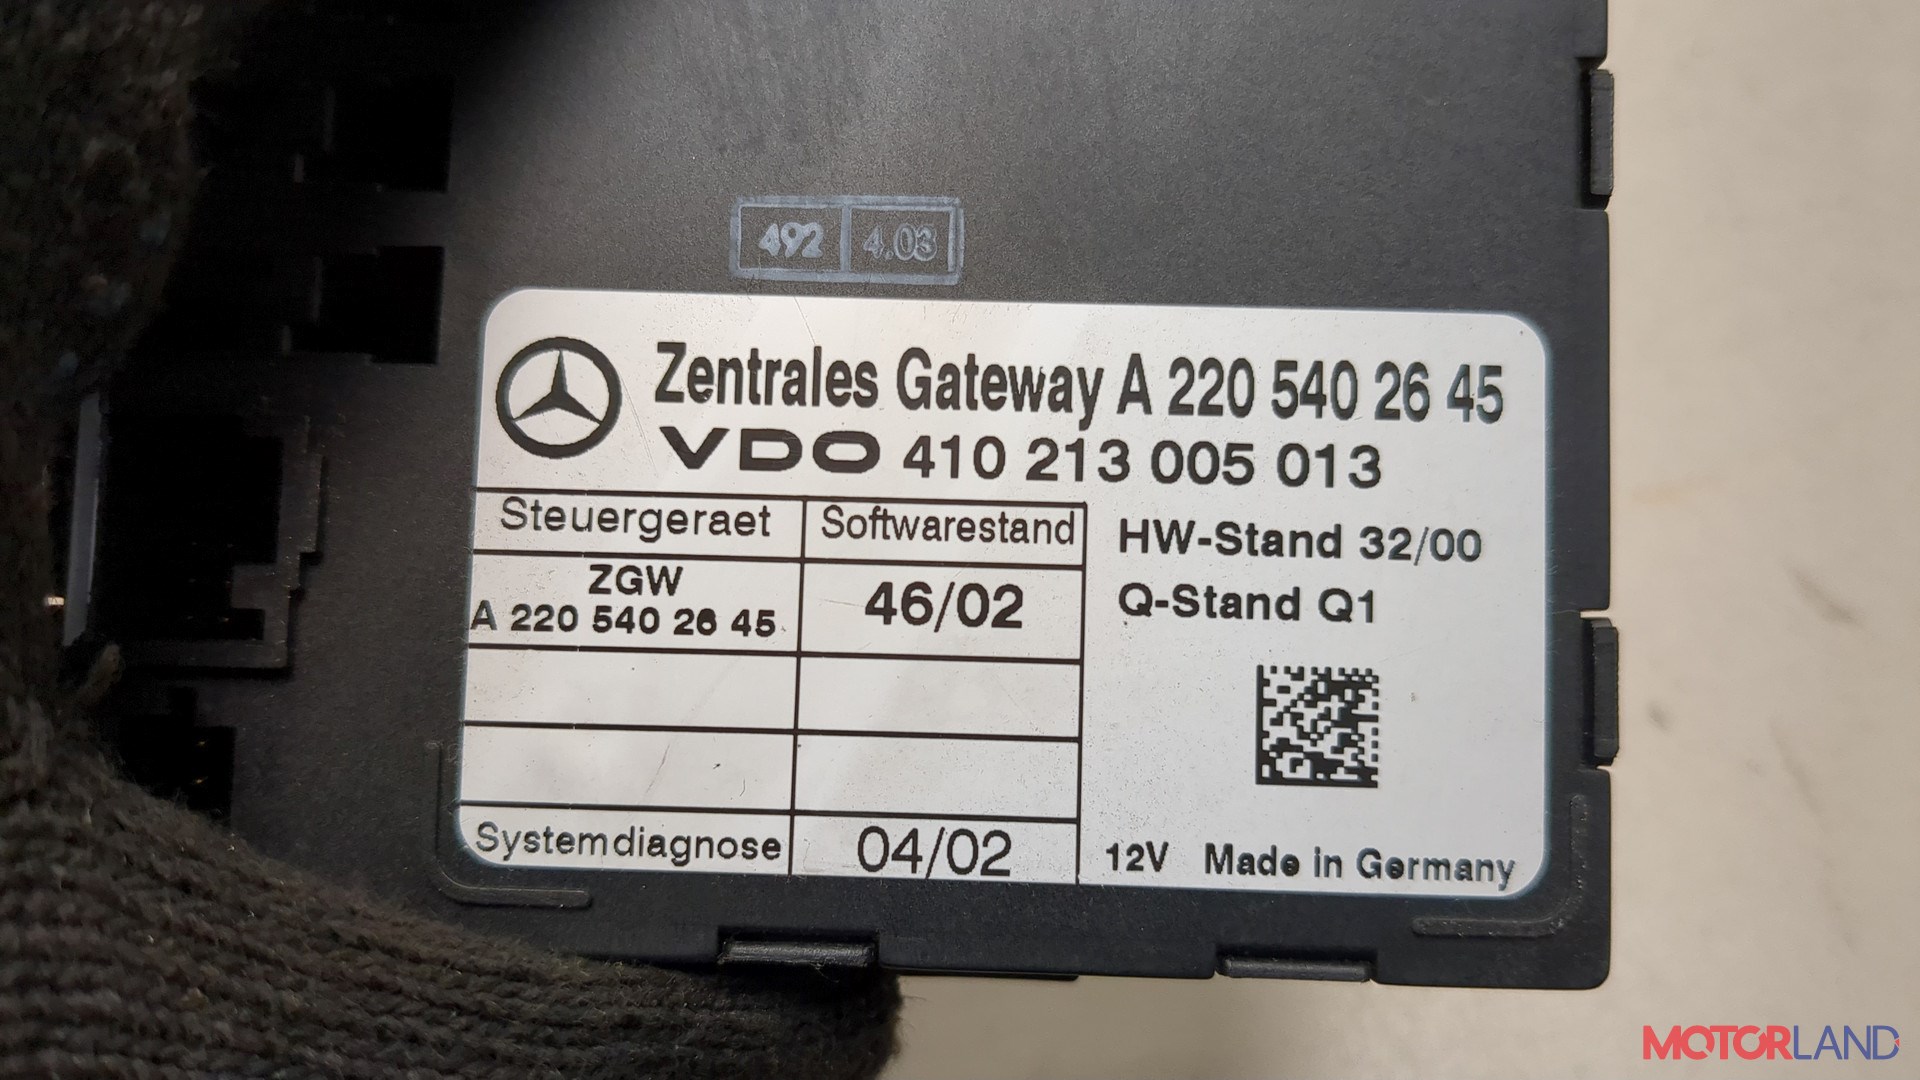 492 4.03
Zentrales Gateway A 220 540 26 45
VDO 410 213 005 013
Steuergeraet Softwarestand
HW-Stand 32/00
ZGW
A 220 540 26 45
46/02
Q-Stand Q1
Systemdiagnose 04/02
12V Made in Germany
MOTORLAND